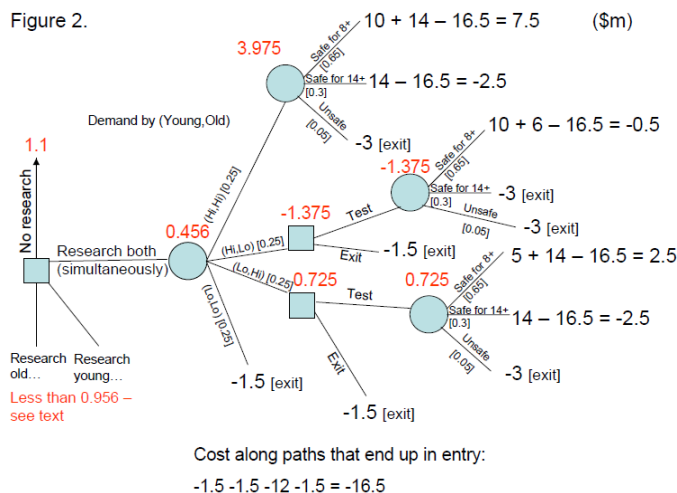 Figure 2.
($m)
3.975
Safe for 8+
[0.65]
10 + 14 – 16.5 = 7.5
Safe for 14+
[0.3]
14 – 16.5 = -2.5
Unsafe
[0.05]
-3 [exit]
Demand by (Young,Old)
1.1
No research
Research both
(simultaneously)
0.456
(Hi,Hi) [0.25]
(Hi,Lo) [0.25]
-1.375
Test
Exit
-1.5 [exit]
-1.375
Safe for 8+
[0.65]
10 + 6 – 16.5 = -0.5
Safe for 14+
[0.3]
-3 [exit]
Unsafe
[0.05]
-3 [exit]
(Lo,Hi) [0.25]
0.725
Test
Exit
-1.5 [exit]
0.725
Safe for 8+
[0.65]
5 + 14 – 16.5 = 2.5
Safe for 14+
[0.3]
14 – 16.5 = -2.5
Unsafe
[0.05]
-3 [exit]
(Lo,Lo) [0.25]
-1.5 [exit]
Research
old…
Research
young…
Less than 0.956 –
see text
Cost along paths that end up in entry:
-1.5 -1.5 -12 -1.5 = -16.5